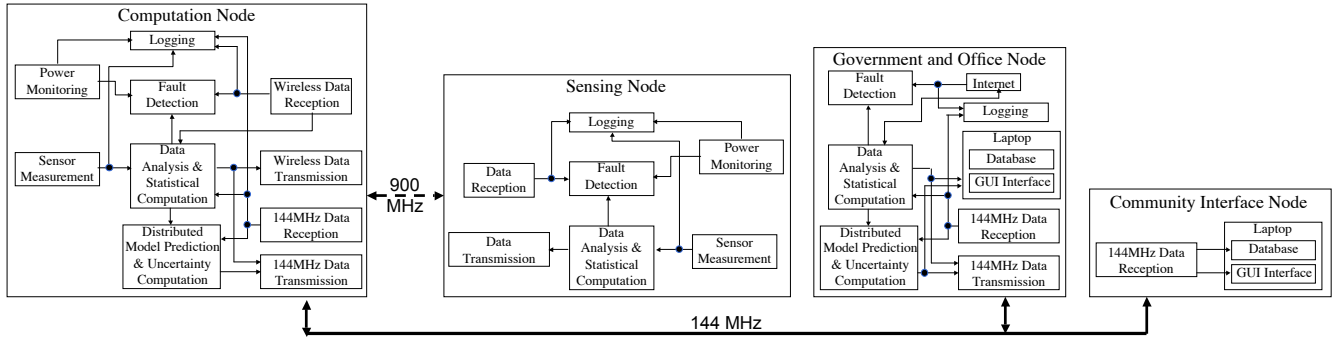 Computation Node
Logging
Power
Monitoring
Fault
Detection
Wireless Data
Reception
Sensor
Measurement
Data
Analysis &
Statistical
Computation
Wireless Data
Transmission
144MHz Data
Reception
Distributed
Model Prediction
& Uncertainty
Computation
144MHz Data
Transmission
900
MHz
Sensing Node
Logging
Power
Monitoring
Data
Reception
Fault
Detection
Data
Transmission
Data
Analysis &
Statistical
Computation
Sensor
Measurement
Government and Office Node
Fault
Detection
Internet
Logging
Laptop
Database
GUI Interface
Data
Analysis &
Statistical
Computation
144MHz Data
Reception
Distributed
Model Prediction
& Uncertainty
Computation
144MHz Data
Transmission
Community Interface Node
144MHz Data
Reception
Laptop
Database
GUI Interface
144 MHz